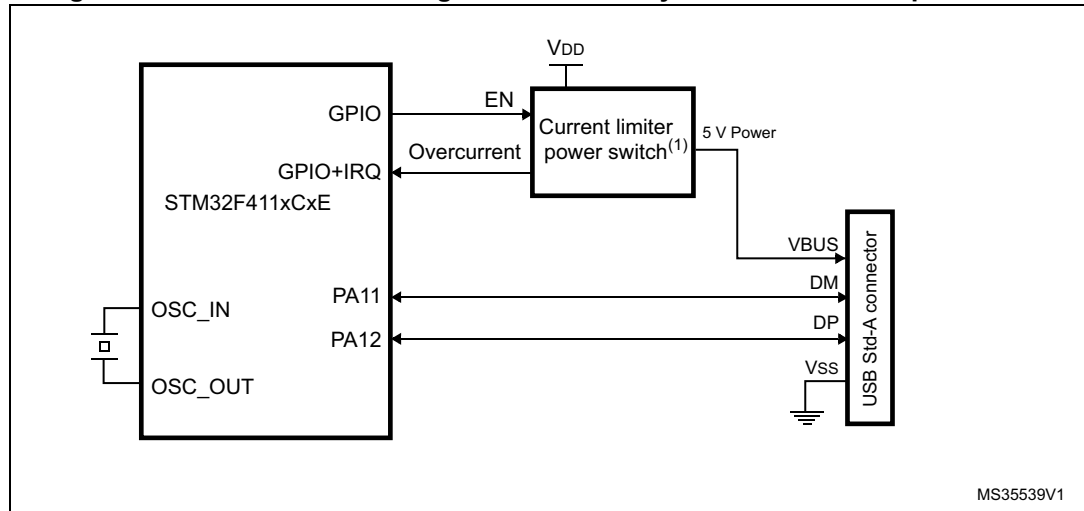 VDD
GPIO
EN
Current limiter
power switch(1)
5 V Power
Overcurrent
GPIO+IRQ
STM32F411xCxE
VBUS
DM
PA11
OSC_IN
DP
PA12
VSS
OSC_OUT
USB Std-A connector
MS35539V1